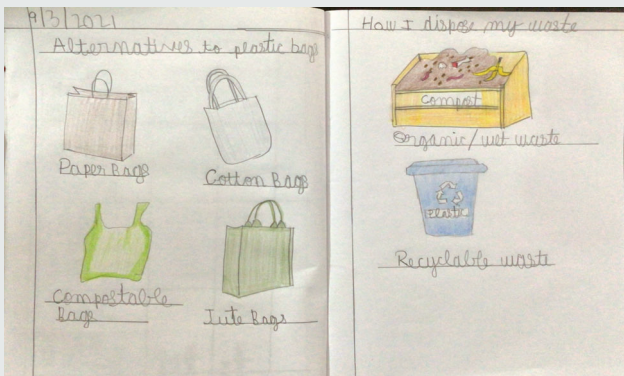 9/3/2021
Alternatives to plastic bags
Paper Bags
Cotton Bags
Compostable
Bags
Jute Bags
How I dispose my waste
Compost
Organic/wet waste
Plastic
Recyclable waste